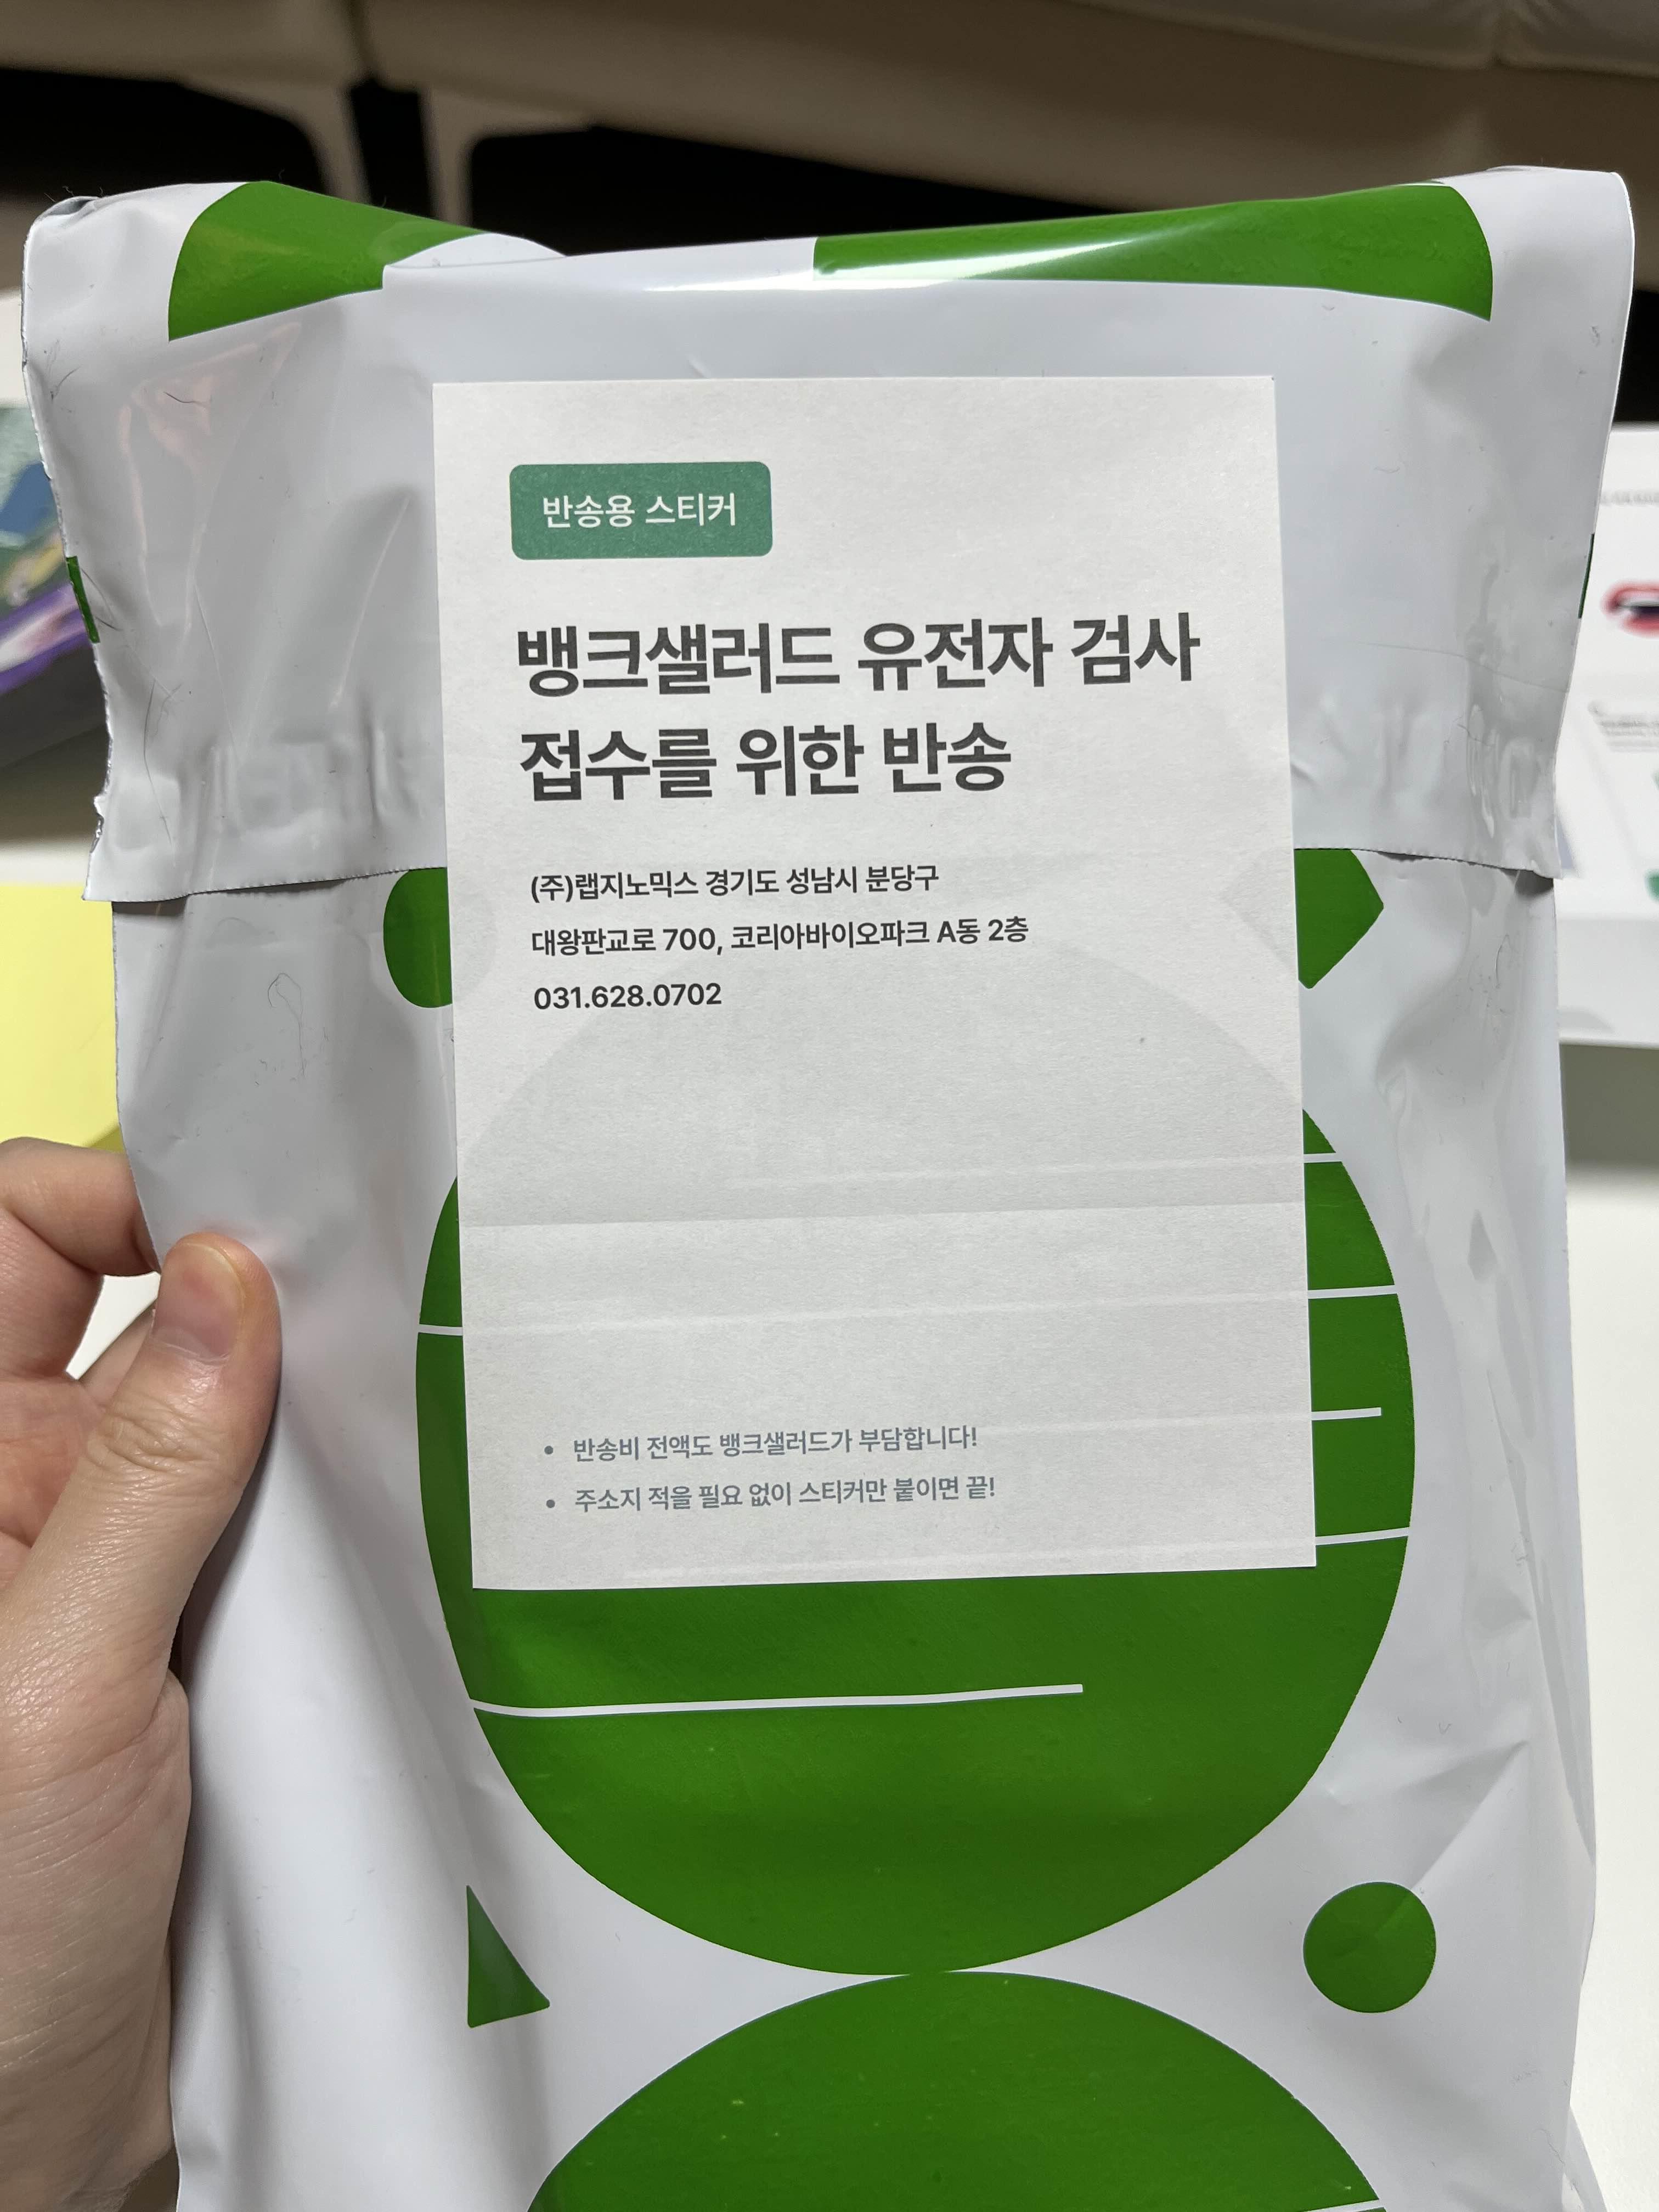 반송용 스티커
뱅크샐러드 유전자 검사
접수를 위한 반송
(주)랩지노믹스 경기도 성남시 분당구
대왕판교로 700, 코리아바이오파크 A동 2층
031.628.0702
• 반송비 전액도 뱅크샐러드가 부담합니다!
• 주소지 적을 필요 없이 스티커만 붙이면 끝!